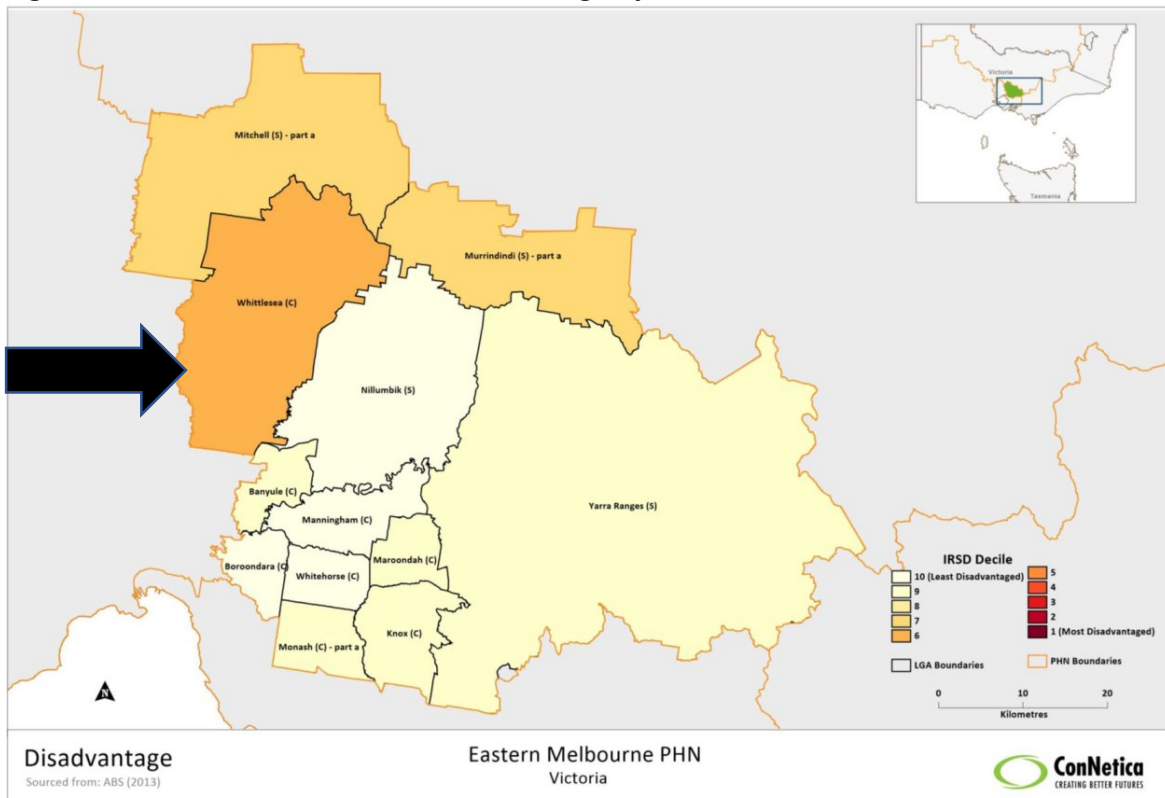 Victoria
Tasmania
Mitchell (S) - part a
Murrindindi (S) - part a
Whittlesea (C)
Nillumbik (S)
Banyule (C)
Yarra Ranges (S)
Manningham (C)
Maroondah (C)
Boroondara (C)
Whitehorse (C)
Knox (C)
Monash (C) - part a
N
IRSD Decile
10 (Least Disadvantaged)
9
8
7
6
5
4
3
2
1 (Most Disadvantaged)
LGA Boundaries
PHN Boundaries
0 10 20
Kilometres
Disadvantage
Sourced from: ABS (2013)
Eastern Melbourne PHN
Victoria
ConNetica
CREATING BETTER FUTURES